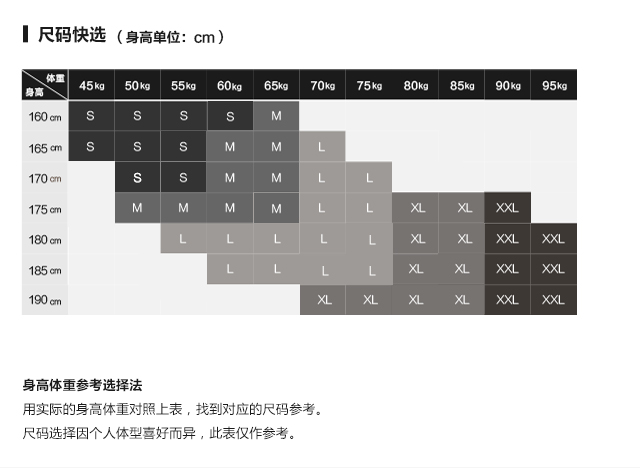 尺码快选（身高单位：cm）
体重 身高 45kg 50kg 55kg 60kg 65kg 70kg 75kg 80kg 85kg 90kg 95kg
160cm S S S S M
165cm S S S M M L
170cm S S M M L L
175cm M M M M L L XL XL XXL
180cm L L L L L XL XL XXL XXL
185cm L L L L XL XL XXL XXL
190cm XL XL XL XL XXL XXL
身高体重参考选择法
用实际的身高体重对照上表，找到对应的尺码参考。
尺码选择因个人体型喜好而异，此表仅作参考。